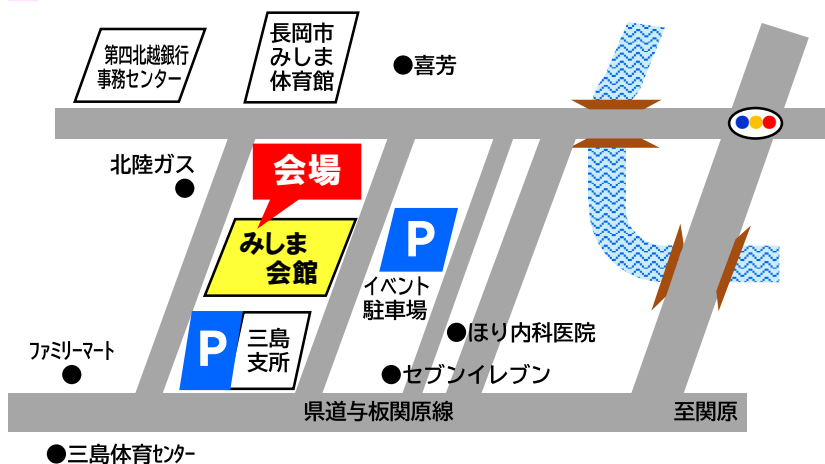 第四北越銀行
事務センター
長岡市
みしま
体育館
喜芳
北陸ガス
会場
みしま
会館
P
イベント
駐車場
P
三島
支所
ほり内科医院
ファミリーマート
セブンイレブン
県道与板関原線
至関原
三島体育センター